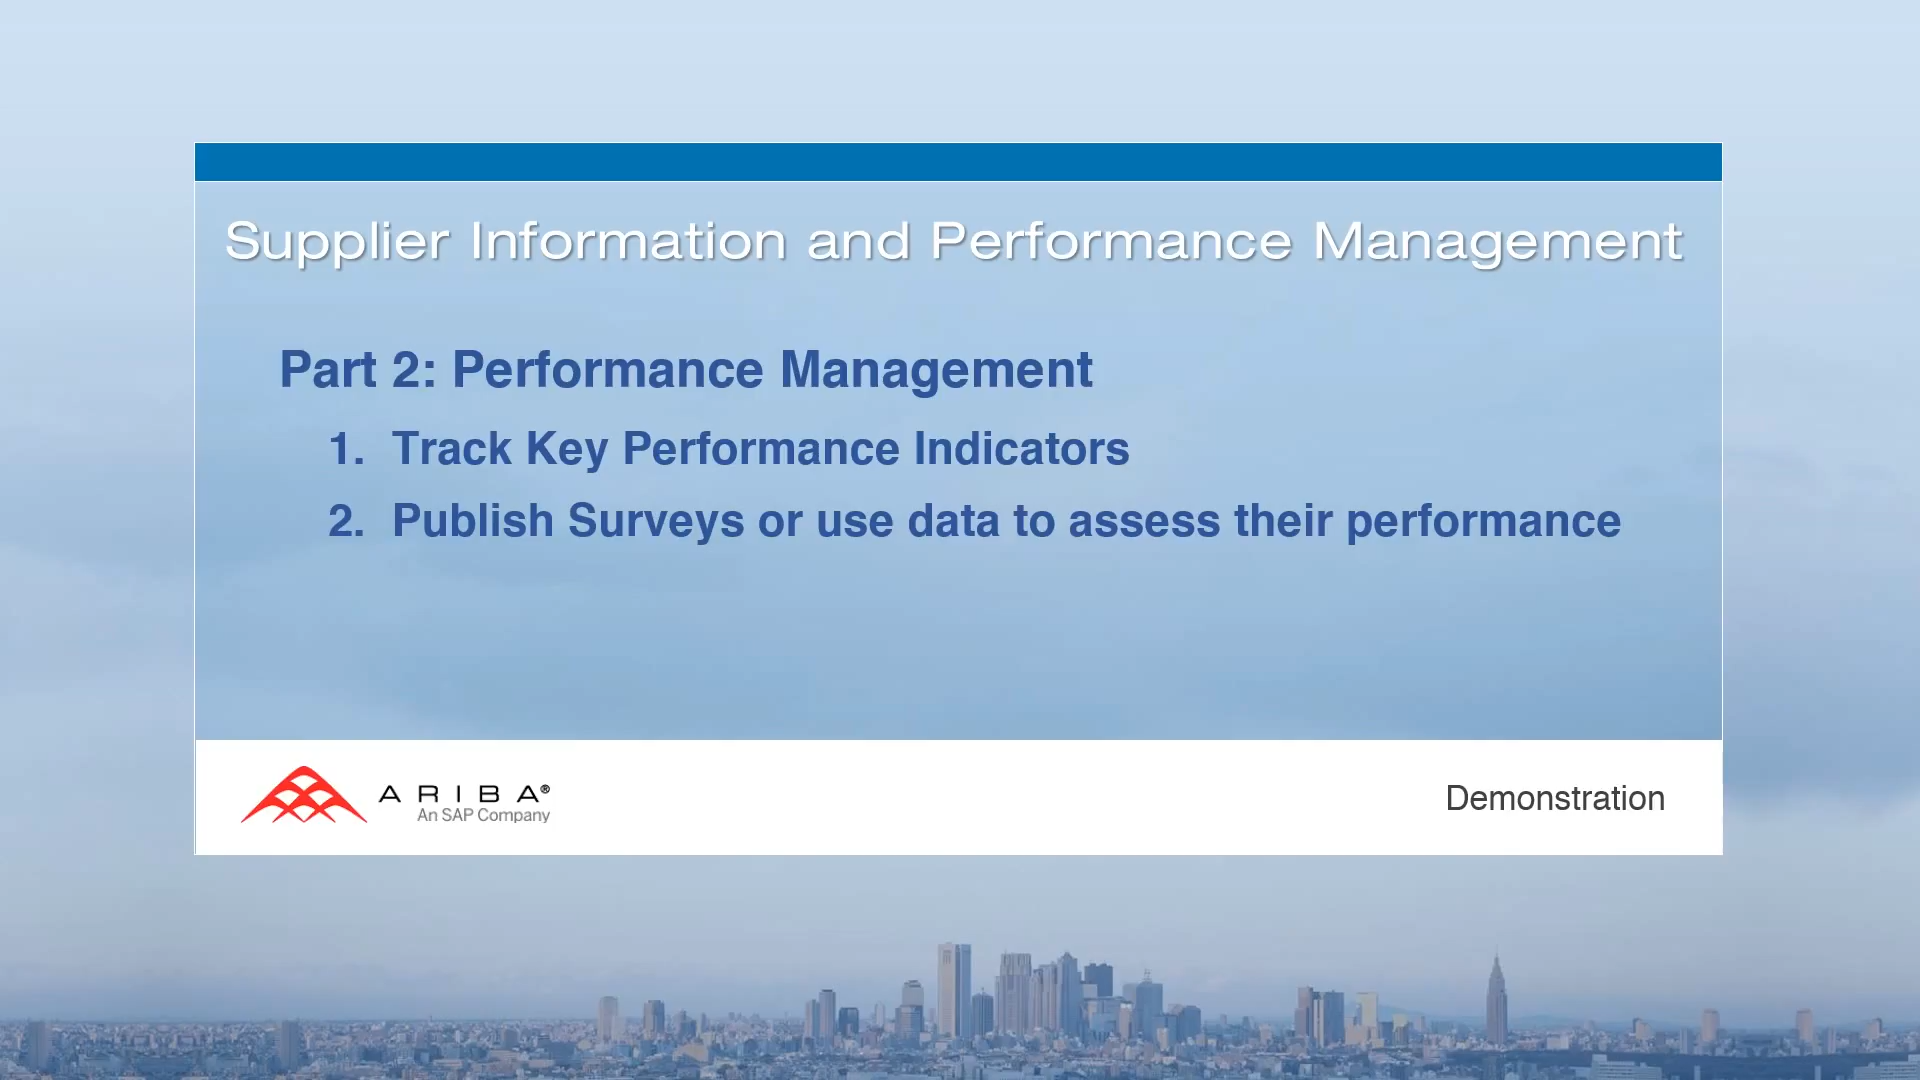 Supplier Information and Performance Management
Part 2: Performance Management
1. Track Key Performance Indicators
2. Publish Surveys or use data to assess their performance
ARIBA®
An SAP Company
Demonstration